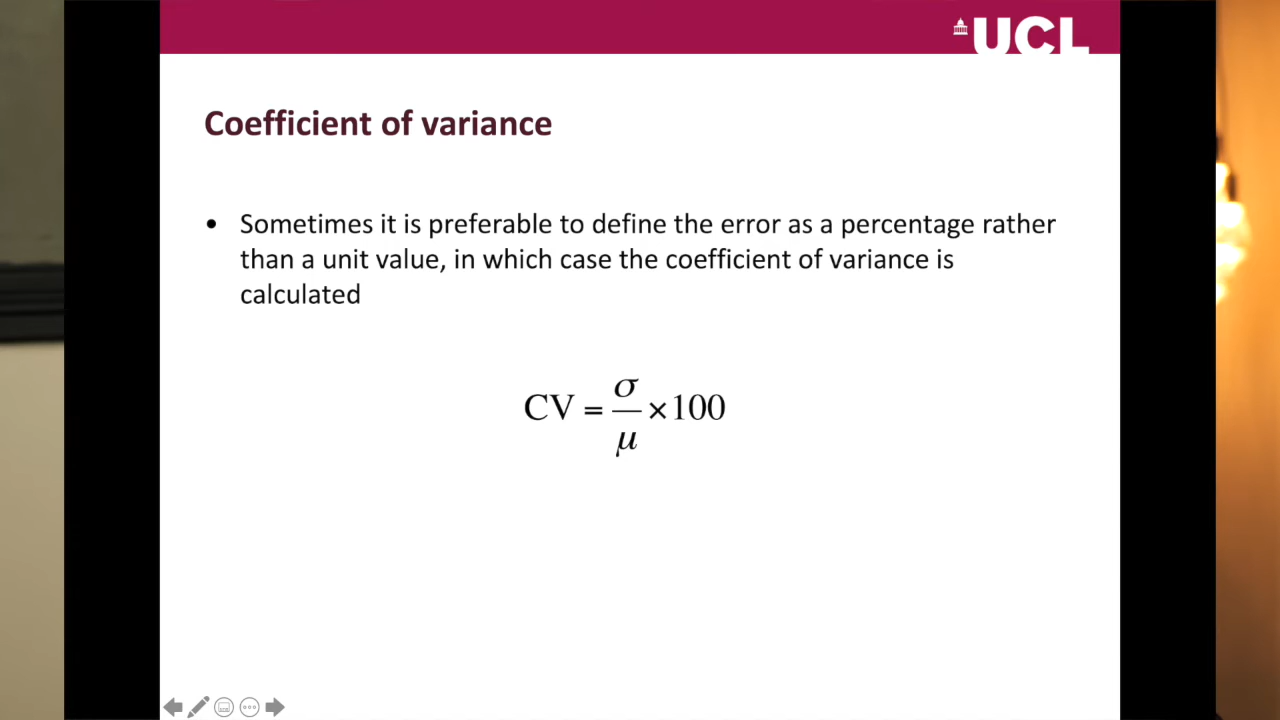 UCL
Coefficient of variance
• Sometimes it is preferable to define the error as a percentage rather
than a unit value, in which case the coefficient of variance is
calculated
CV = σ/μ × 100